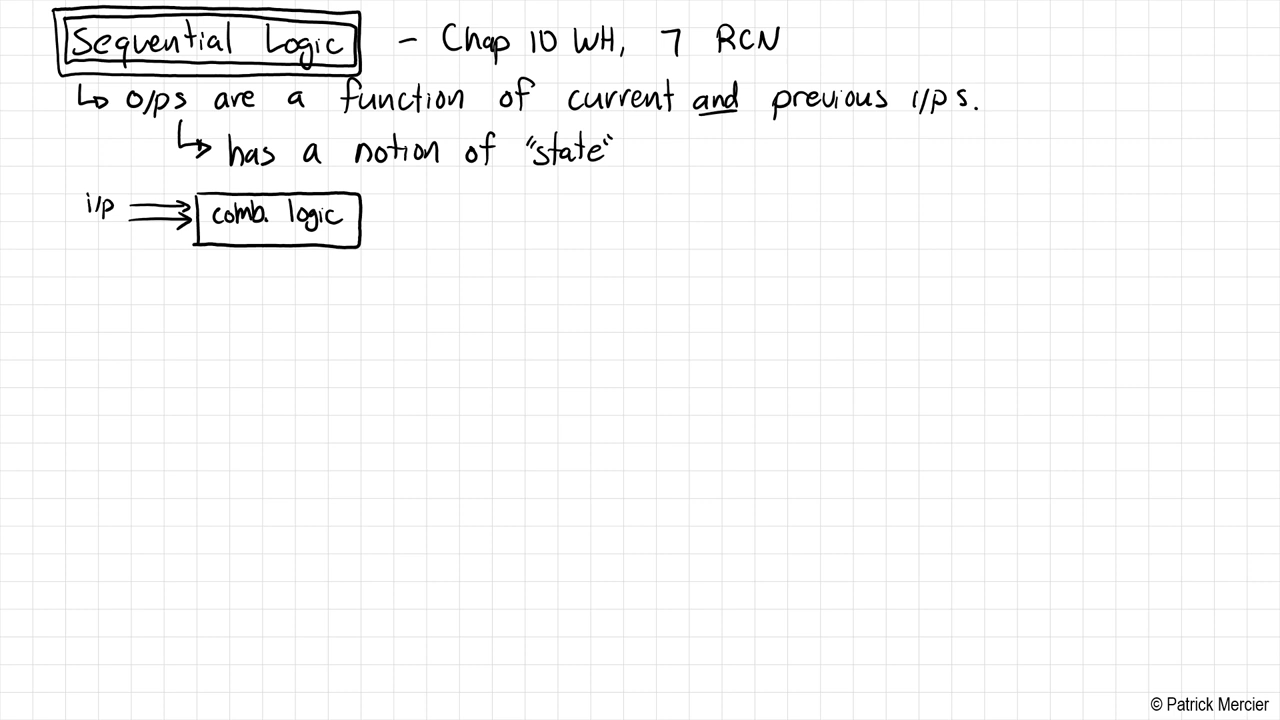 Sequential Logic - Chap 10 WH, 7 RCN
↳ o/ps are a function of current and previous i/ps.
↳ has a notion of "state"
i/p comb. logic
© Patrick Mercier